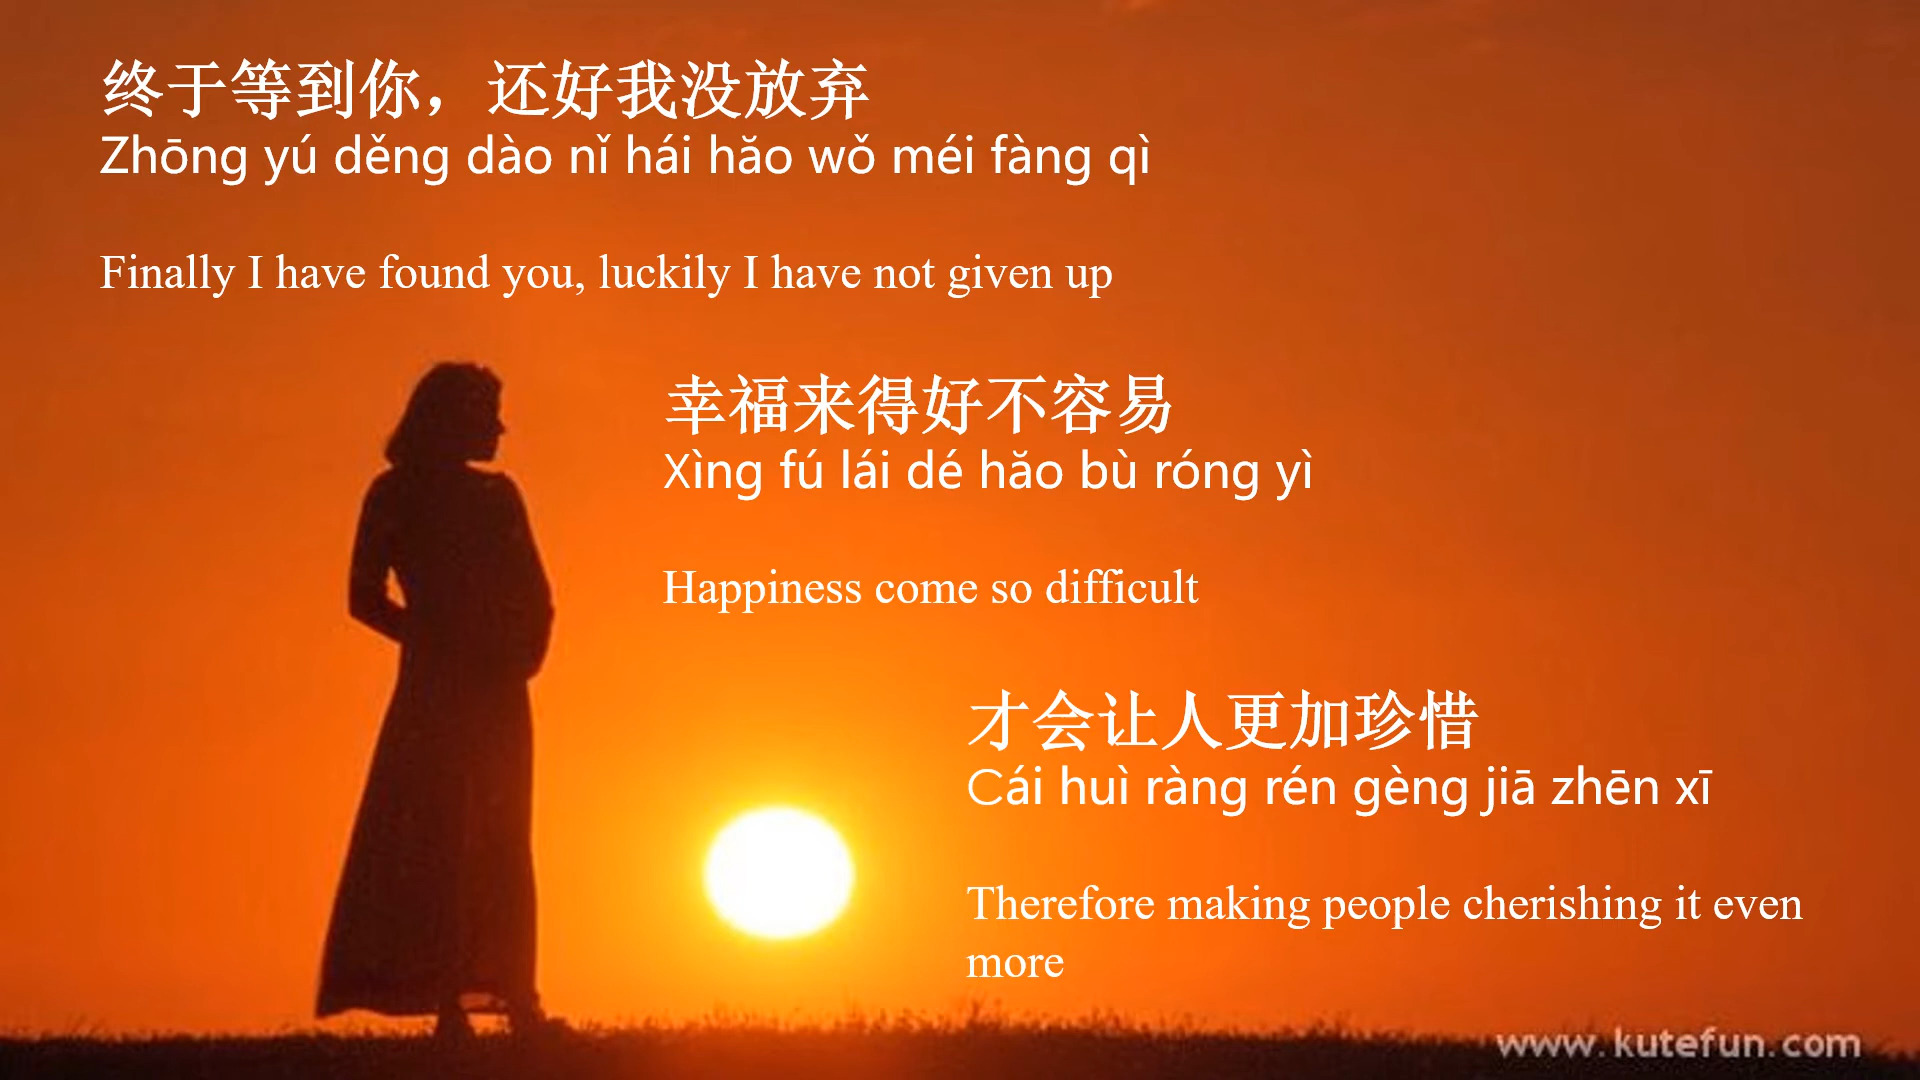 终于等到你，还好我没放弃
Zhōng yú děng dào nǐ hái hăo wǒ méi fàng qì
Finally I have found you, luckily I have not given up
幸福来得好不容易
Xìng fú lái dé hăo bù róng yì
Happiness come so difficult
才会让人更加珍惜
Cái huì ràng rén gèng jiā zhēn xī
Therefore making people cherishing it even
more
www.kutefun.com